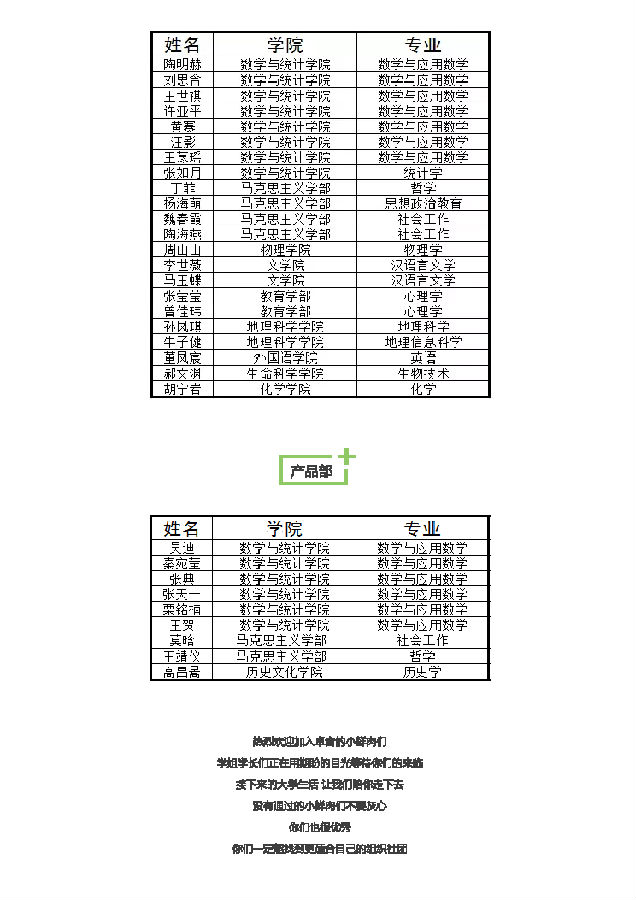 姓名 学院 专业
陶明赫 数学与统计学院 数学与应用数学
刘思含 数学与统计学院 数学与应用数学
王世祺 数学与统计学院 数学与应用数学
许亚平 数学与统计学院 数学与应用数学
黄赛 数学与统计学院 数学与应用数学
汪影 数学与统计学院 数学与应用数学
数学与统计学院 数学与应用数学
张如月 数学与统计学院 统计学
丁菲 马克思主义学部 哲学
杨海萌 马克思主义学部 思想政治教育
魏春霞 马克思主义学部 社会工作
陶海燕 马克思主义学部 社会工作
周山山 物理学院 物理学
李世薇 文学院 汉语言文学
马玉蝶 文学院 汉语言文学
张莹莹 教育学部 心理学
曾佳玮 教育学部 心理学
孙凤琪 地理科学学院 地理科学
牛子健 地理科学学院 地理信息科学
董凤宸 外国语学院 英语
生命科学学院 生物技术
胡宁若 化学学院 化学
产品部
姓名 学院 专业
吴迪 数学与统计学院 数学与应用数学
秦宛莹 数学与统计学院 数学与应用数学
张典 数学与统计学院 数学与应用数学
张天一 数学与统计学院 数学与应用数学
栗铭桢 数学与统计学院 数学与应用数学
王贺 数学与统计学院 数学与应用数学
莫晗 马克思主义学部 社会工作
王靖仪 马克思主义学部 哲学
高昌嵩 历史文化学院 历史学
热烈欢迎加入卓音的小鲜肉们
学姐学长们正在用期盼的目光等待你们的来临
接下来的大学生活 让我们陪你走下去
没有通过的小鲜肉们不要灰心
你们也很优秀
你们一定能找到更适合自己的组织社团